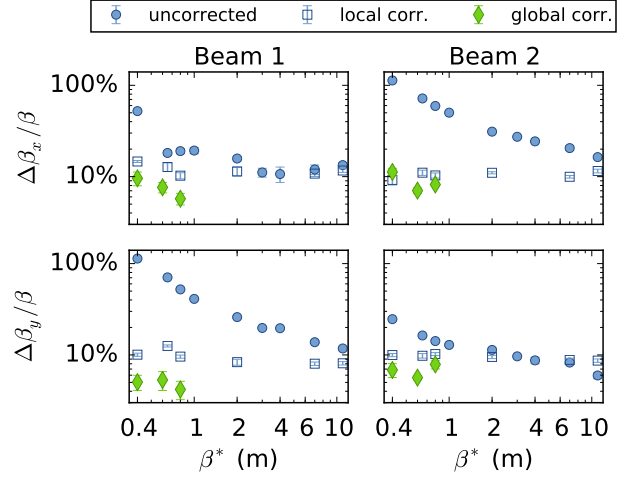 uncorrected local corr. global corr.
Beam 1 Beam 2
100%
10%
Δβₓ/β
100%
10%
Δβᵧ/β
0.4 1 2 4 6 10 0.4 1 2 4 6 10
β* (m) β* (m)